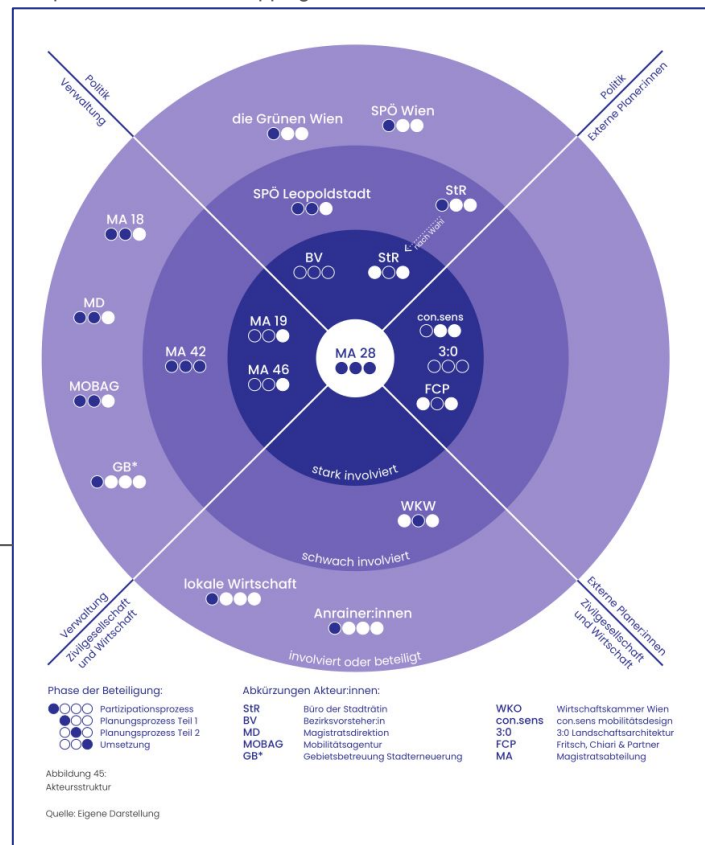 Politik
Verwaltung
Politik
Externe Planer:innen
die Grünen Wien
SPÖ Wien
SPÖ Leopoldstadt
StR
nach Wahl
MA 18
BV
StR
MD
MA 19
con.sens
MA 42
MA 28
3:0
MA 46
MOBAG
FCP
GB*
stark involviert
WKW
schwach involviert
lokale Wirtschaft
Anrainer:innen
involviert oder beteiligt
Verwaltung
Zivilgesellschaft
und Wirtschaft
Externe Planer:innen
Zivilgesellschaft
und Wirtschaft
Phase der Beteiligung:
Partizipationsprozess
Planungsprozess Teil 1
Planungsprozess Teil 2
Umsetzung
Abkürzungen Akteur:innen:
StR Büro der Stadträtin
BV Bezirksvorsteher:in
MD Magistratsdirektion
MOBAG Mobilitätsagentur
GB* Gebietsbetreuung Stadterneuerung
WKO Wirtschaftskammer Wien
con.sens con.sens mobilitätsdesign
3:0 3:0 Landschaftsarchitektur
FCP Fritsch, Chiari & Partner
MA Magistratsabteilung
Abbildung 45:
Akteursstruktur
Quelle: Eigene Darstellung